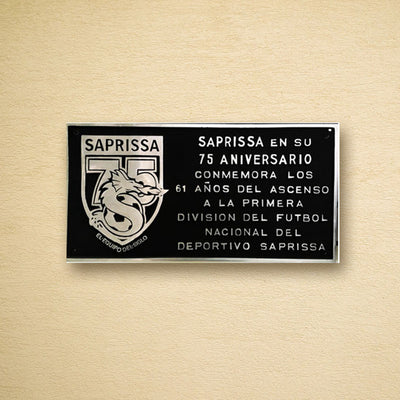 SAPRISSA
75
S
EL EQUIPO DEL SIGLO
SAPRISSA EN SU
75 ANIVERSARIO
CONMEMORA LOS
61 AÑOS DEL ASCENSO
A LA PRIMERA
DIVISION DEL FUTBOL
NACIONAL DEL
DEPORTIVO SAPRISSA